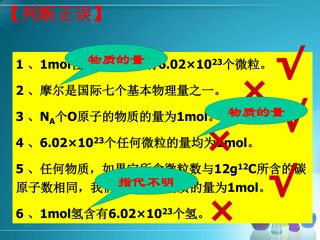 【判断正误】
物质的量
1、1mol 6.02×10²³个微粒。 √
2、摩尔是国际七个基本物理量之一。 ×
物质的量
3、Nₐ个O原子的物质的量为1mol。 √
4、6.02×10²³个任何微粒的量均为1mol。 ×
5、任何物质，如果它所含微粒数与12g¹²C所含的碳
原子数相同，我 的量为1mol。 √
指代不明
6、1mol氢含有6.02×10²³个氢。 ×